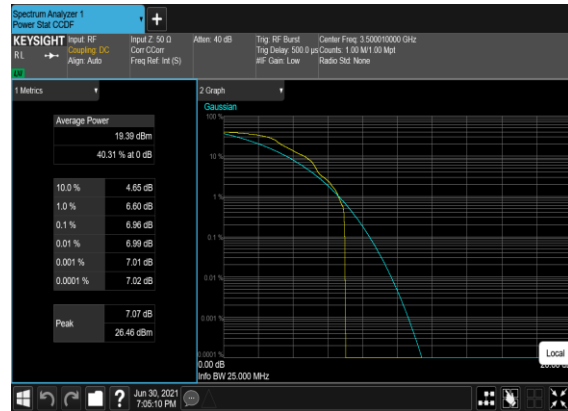 Spectrum Analyzer 1
Power Stat CCDF
KEYSIGHT
RL
Input: RF
Coupling: DC
Align: Auto
Input Z: 50 Ω
Corr CCorr
Freq Ref: Int (S)
Atten: 40 dB
Trig: RF Burst
Trig Delay: 500.0 µs
#IF Gain: Low
Center Freq: 3.500010000 GHz
Counts: 1.00 M/1.00 Mpt
Radio Std: None
1 Metrics
Average Power
19.39 dBm
40.31 % at 0 dB
10.0 % 4.65 dB
1.0 % 6.60 dB
0.1 % 6.96 dB
0.01 % 6.99 dB
0.001 % 7.01 dB
0.0001 % 7.02 dB
Peak
7.07 dB
26.46 dBm
2 Graph
Gaussian
100 %
10 %
1 %
0.1 %
0.01 %
0.001 %
0.0001 %
0.00 dB
Info BW 25.000 MHz
Local
Jun 30, 2021
7:05:10 PM